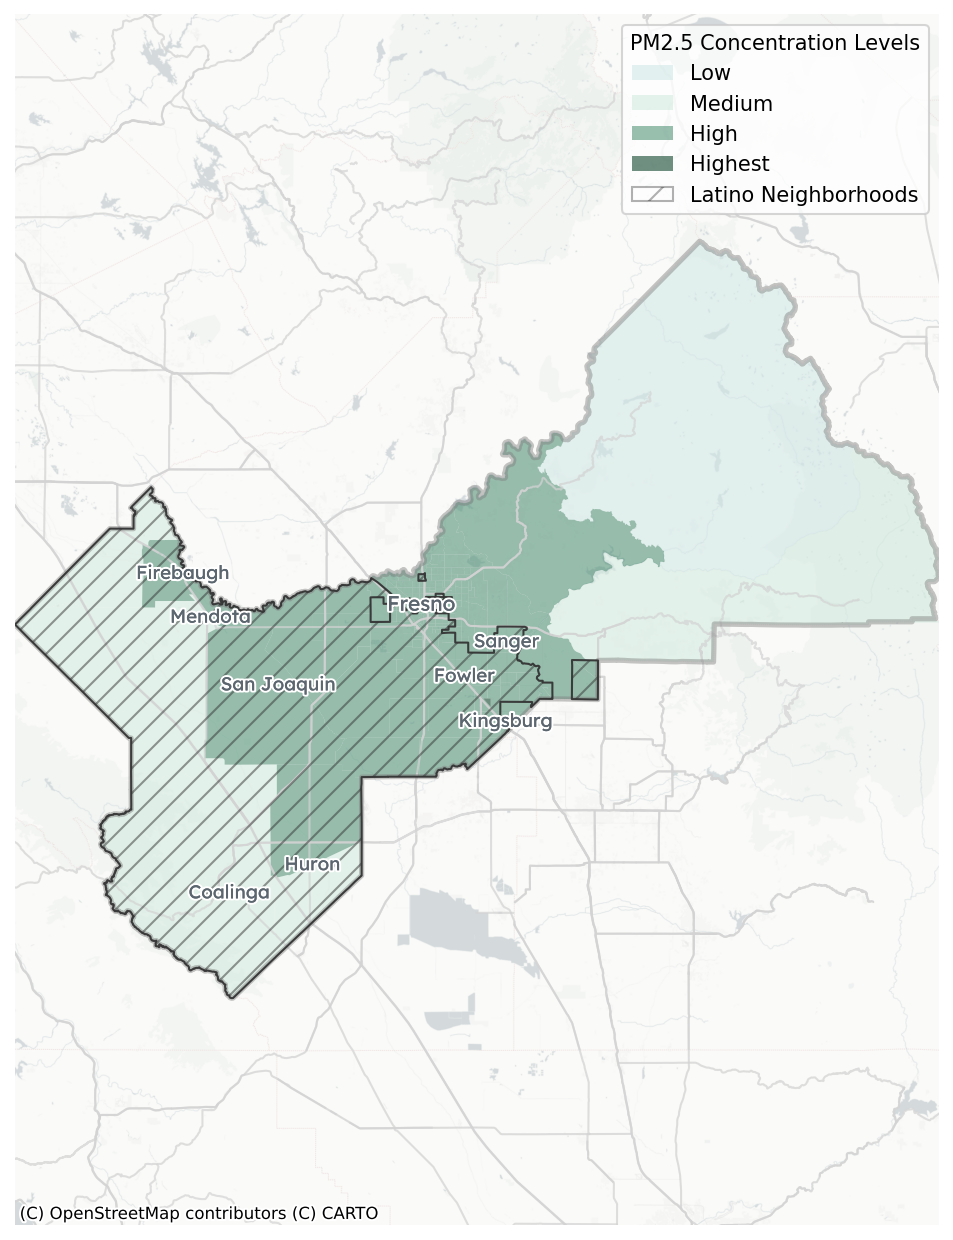 PM2.5 Concentration Levels
Low
Medium
High
Highest
Latino Neighborhoods
Firebaugh
Mendota
Fresno
Sanger
Fowler
San Joaquin
Kingsburg
Huron
Coalinga
(C) OpenStreetMap contributors (C) CARTO